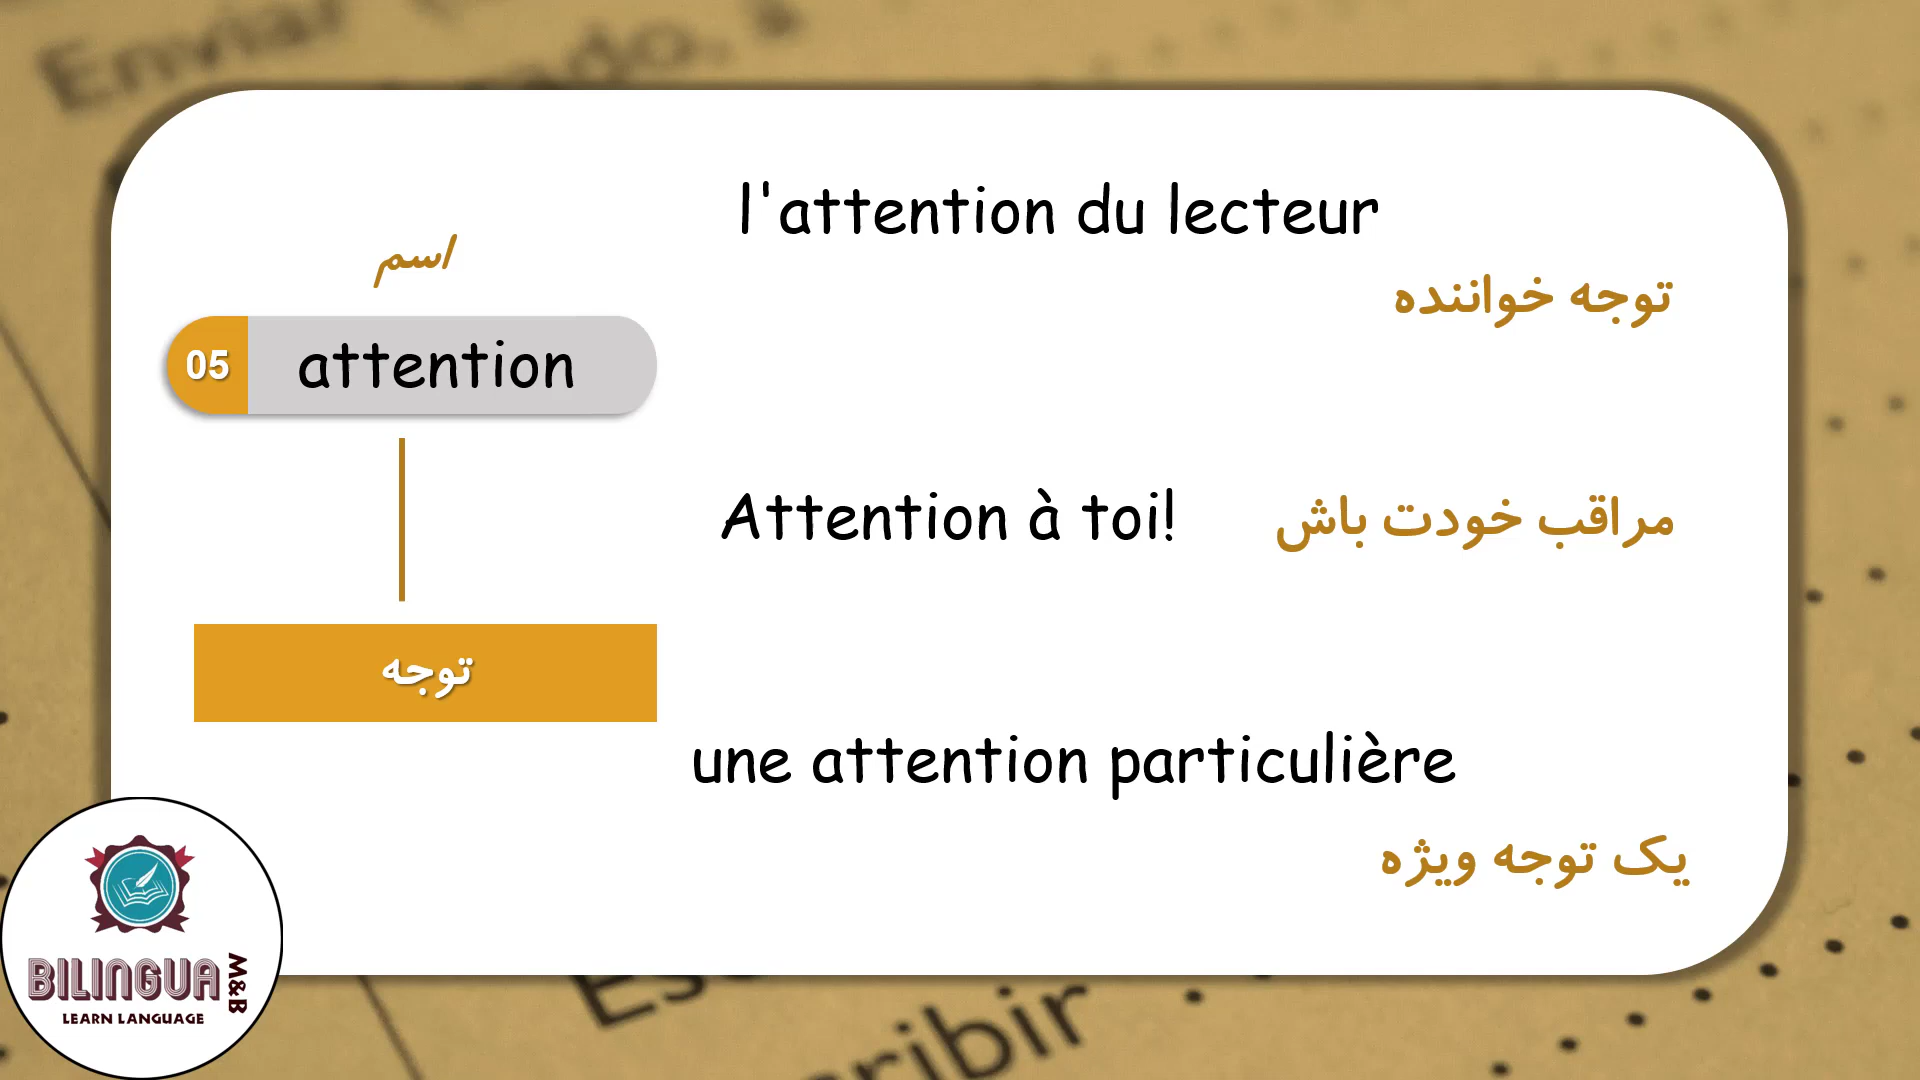 Enviar
اسم
05 attention
توجه
l'attention du lecteur
توجه خواننده
Attention à toi!
مراقب خودت باش
une attention particulière
یک توجه ویژه
BILINGUA M&B
LEARN LANGUAGE